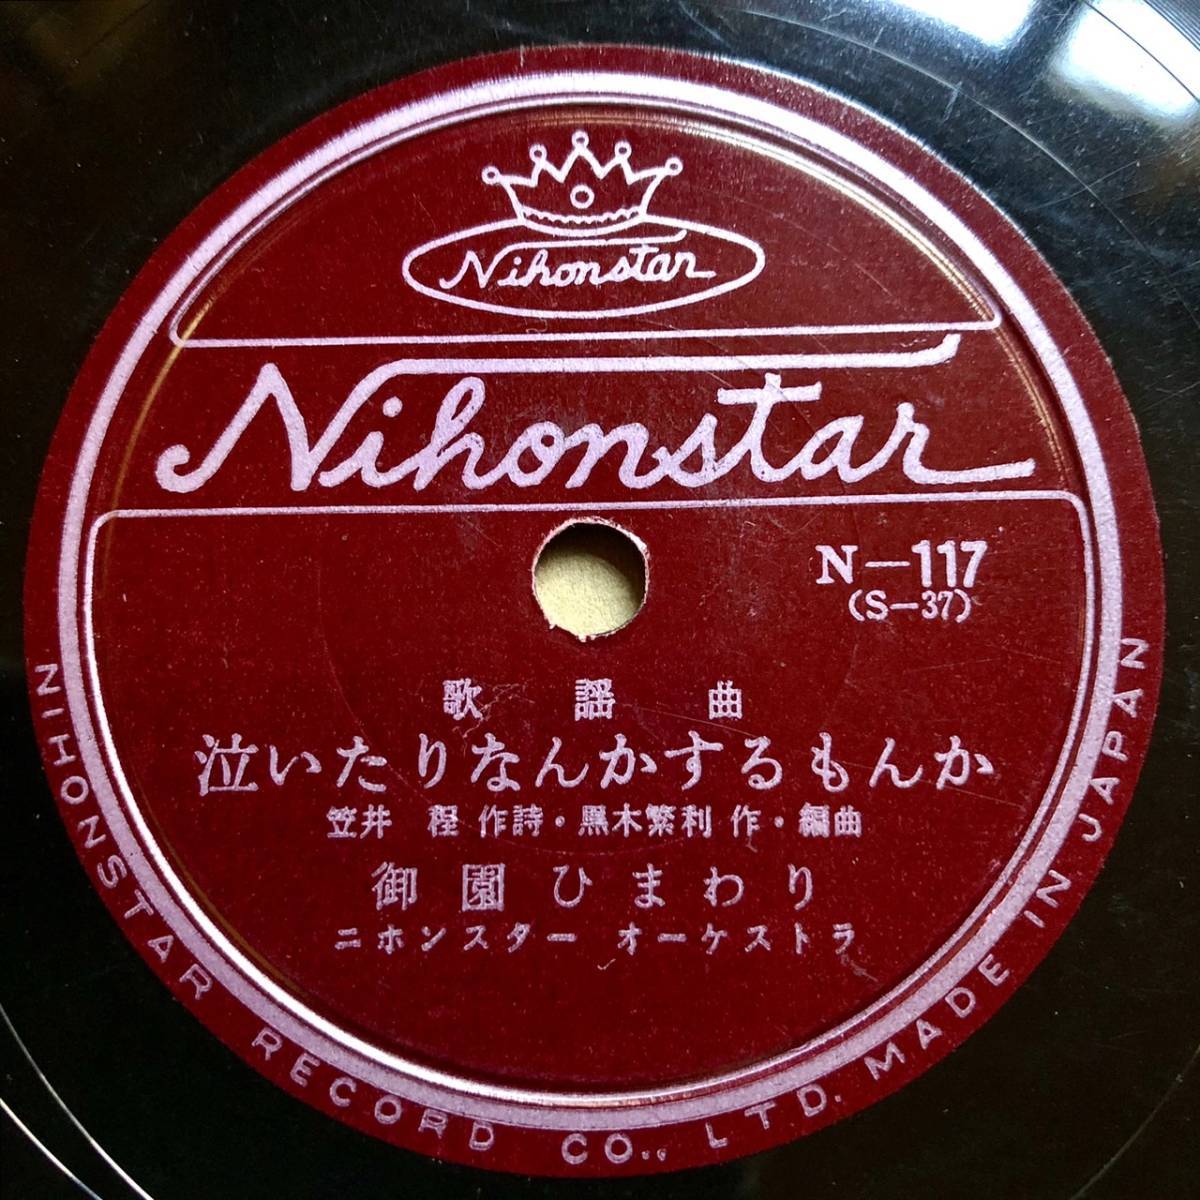 Nihonstar
Nihonstar
N—117
(S-37)
歌謡曲
泣いたりなんかするもんか
笠井 程 作詩・黒木繁利 作・編曲
御園ひまわり
ニホンスター オーケストラ
NIHONSTAR RECORD CO., LTD. MADE IN JAPAN